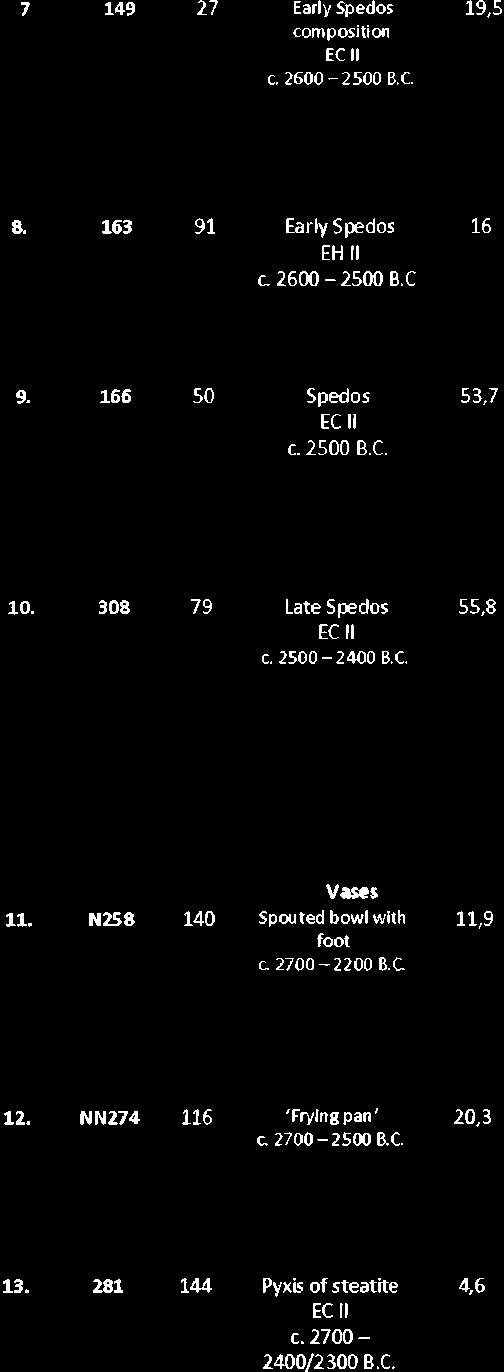 7 149 27 Early Spedos 19,5
composition
EC II
c. 2600 – 2500 B.C.
8. 163 91 Early Spedos 16
EH II
c. 2600 – 2500 B.C
9. 166 50 Spedos 53,7
EC II
c. 2500 B.C.
10. 308 79 Late Spedos 55,8
EC II
c. 2500 – 2400 B.C.
Vases
11. N258 140 Spouted bowl with 11,9
foot
c. 2700 – 2200 B.C.
12. NN274 116 'Frying pan' 20,3
c. 2700 – 2500 B.C.
13. 281 144 Pyxis of steatite 4,6
EC II
c. 2700 –
2400/2300 B.C.